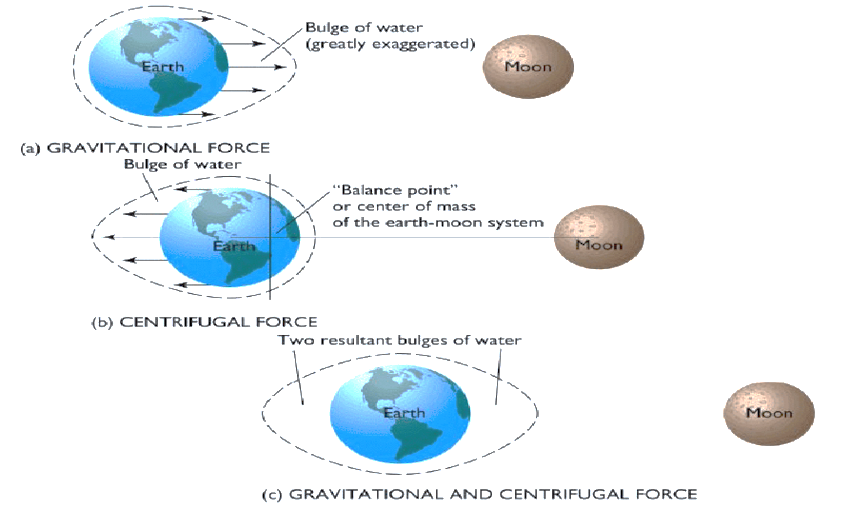 Bulge of water
(greatly exaggerated)
Earth
Moon
(a) GRAVITATIONAL FORCE
Bulge of water
"Balance point"
or center of mass
of the earth-moon system
Earth
Moon
(b) CENTRIFUGAL FORCE
Two resultant bulges of water
Earth
Moon
(c) GRAVITATIONAL AND CENTRIFUGAL FORCE